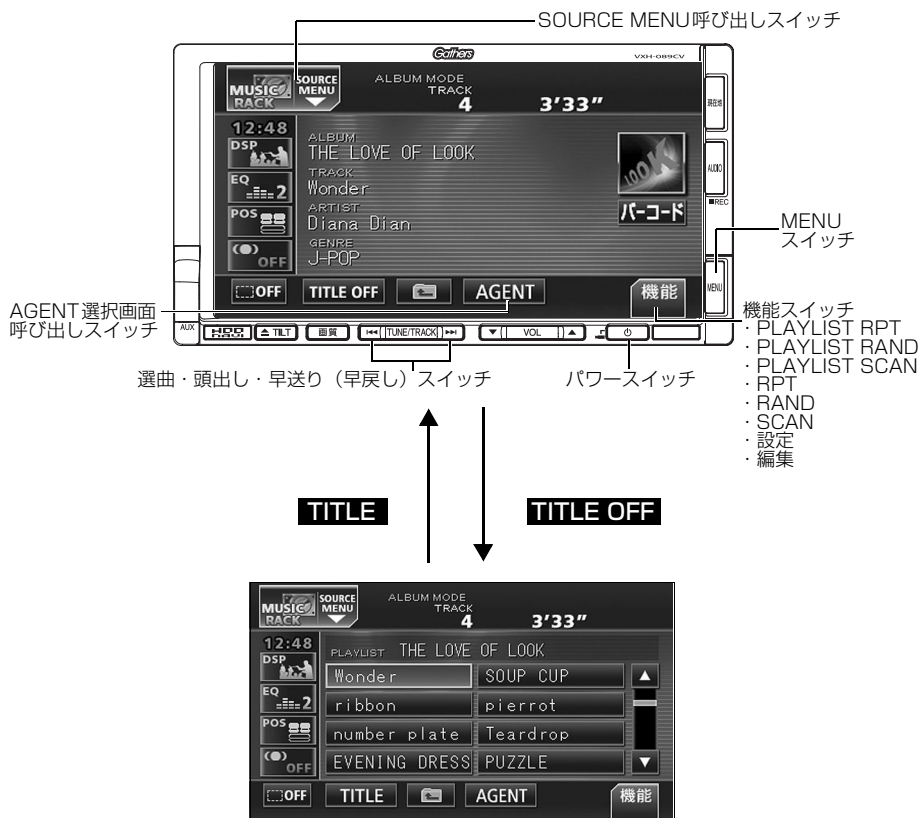 SOURCE MENU呼び出しスイッチ
Gathers
VXH-089CV
MUSIC RACK
SOURCE MENU
ALBUM MODE
TRACK
4
3'33"
現在地
12:48
DSP
ALBUM
THE LOVE OF LOOK
TRACK
Wonder
LOOK
AUDIO
EQ
2
■REC
ARTIST
Diana Dian
バーコード
POS
GENRE
J-POP
OFF
MENU
スイッチ
OFF
TITLE OFF
AGENT
機能
MENU
AGENT選択画面
呼び出しスイッチ
AUX
HDD NAVI
▲ TILT
画質
TUNE/TRACK
▼ VOL ▲
選曲・頭出し・早送り（早戻し）スイッチ
パワースイッチ
機能スイッチ
・PLAYLIST RPT
・PLAYLIST RAND
・PLAYLIST SCAN
・RPT
・RAND
・SCAN
・設定
・編集
TITLE
TITLE OFF
MUSIC RACK
SOURCE MENU
ALBUM MODE
TRACK
4
3'33"
12:48
DSP
PLAYLIST THE LOVE OF LOOK
Wonder
SOUP CUP
EQ
2
ribbon
pierrot
POS
number plate
Teardrop
OFF
EVENING DRESS
PUZZLE
OFF
TITLE
AGENT
機能